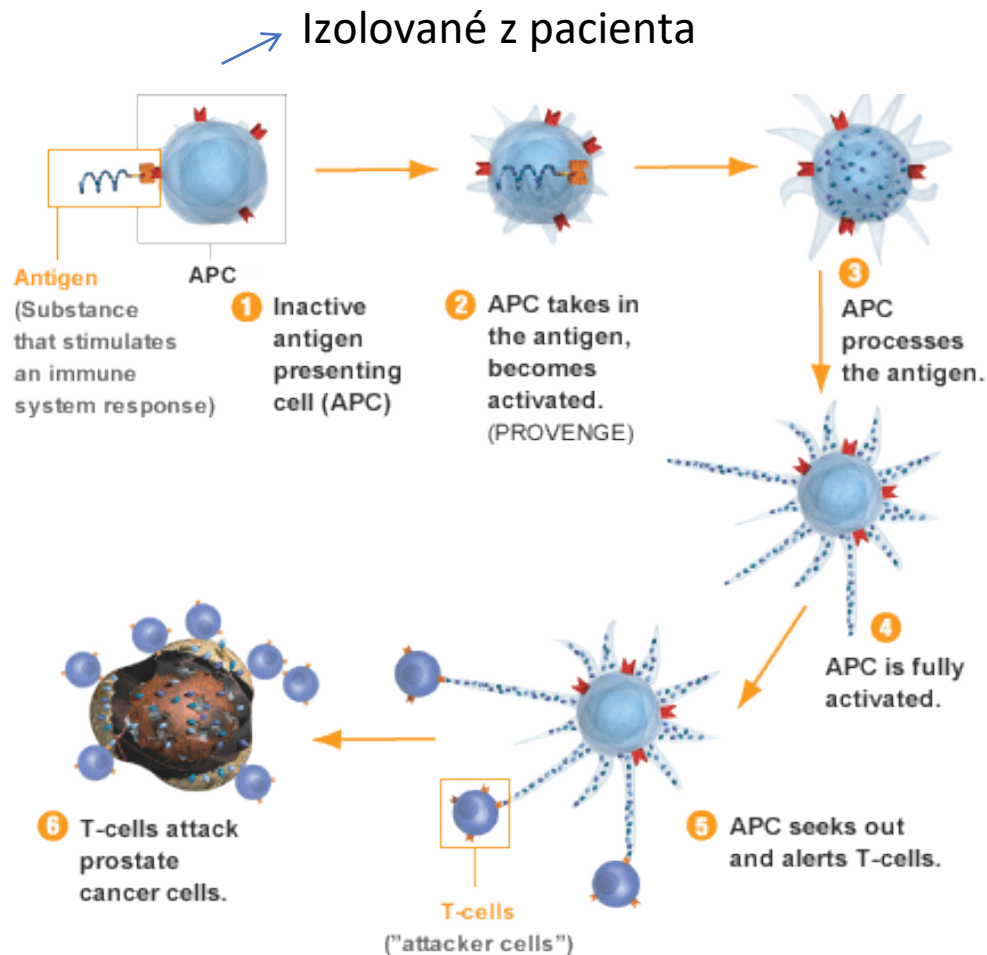 Izolované z pacienta
Antigen
(Substance
that stimulates
an immune
system response)
APC
1 Inactive
antigen
presenting
cell (APC)
2 APC takes in
the antigen,
becomes
activated.
(PROVENGE)
3
APC
processes
the antigen.
4
APC is fully
activated.
5 APC seeks out
and alerts T-cells.
T-cells
("attacker cells")
6 T-cells attack
prostate
cancer cells.